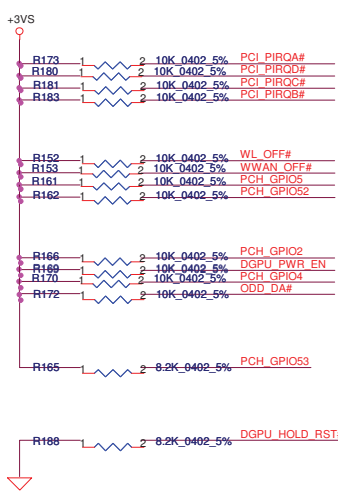 +3VS
R173 1 2 10K_0402_5% PCI_PIRQA#
R180 1 2 10K_0402_5% PCI_PIRQD#
R181 1 2 10K_0402_5% PCI_PIRQC#
R183 1 2 10K_0402_5% PCI_PIRQB#
R152 1 2 10K_0402_5% WL_OFF#
R153 1 2 10K_0402_5% WWAN_OFF#
R161 1 2 10K_0402_5% PCH_GPIO5
R162 1 2 10K_0402_5% PCH_GPIO52
R166 1 2 10K_0402_5% PCH_GPIO2
R169 1 2 10K_0402_5% DGPU_PWR_EN
R170 1 2 10K_0402_5% PCH_GPIO4
R172 1 2 10K_0402_5% ODD_DA#
R165 1 2 8.2K_0402_5% PCH_GPIO53
R188 1 2 8.2K_0402_5% DGPU_HOLD_RST#